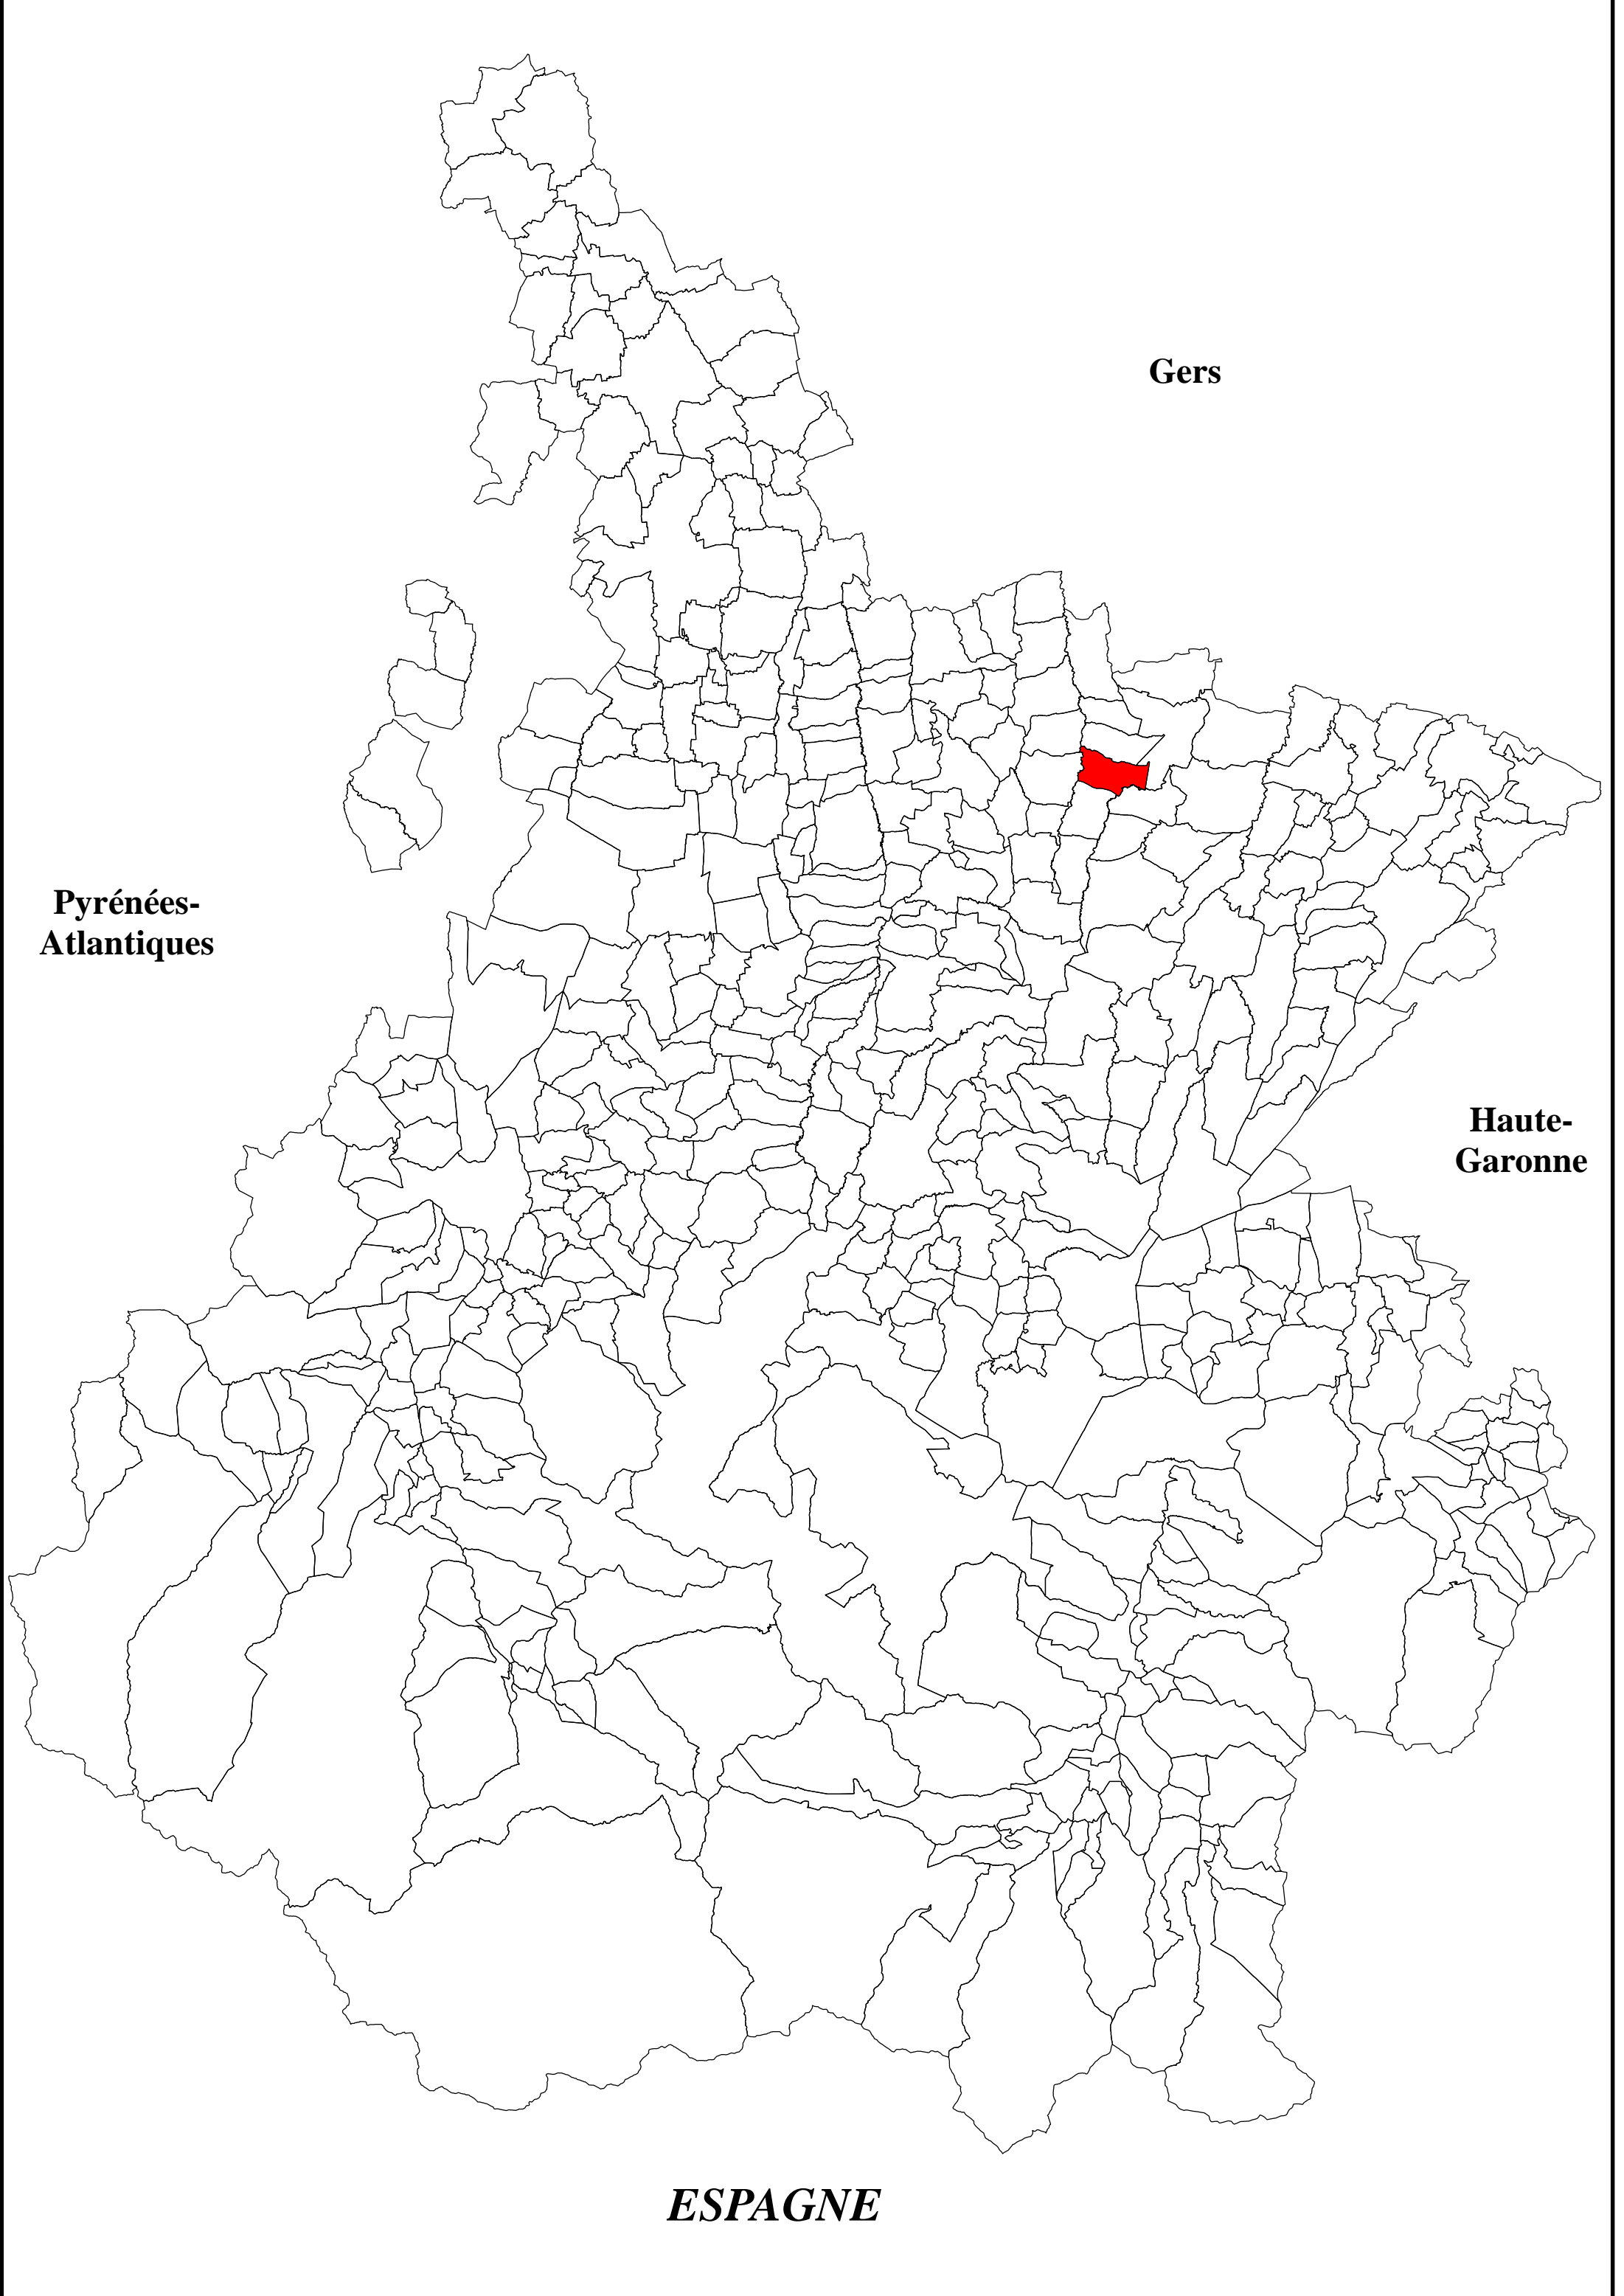 Gers
Pyrénées-
Atlantiques
Haute-
Garonne
ESPAGNE